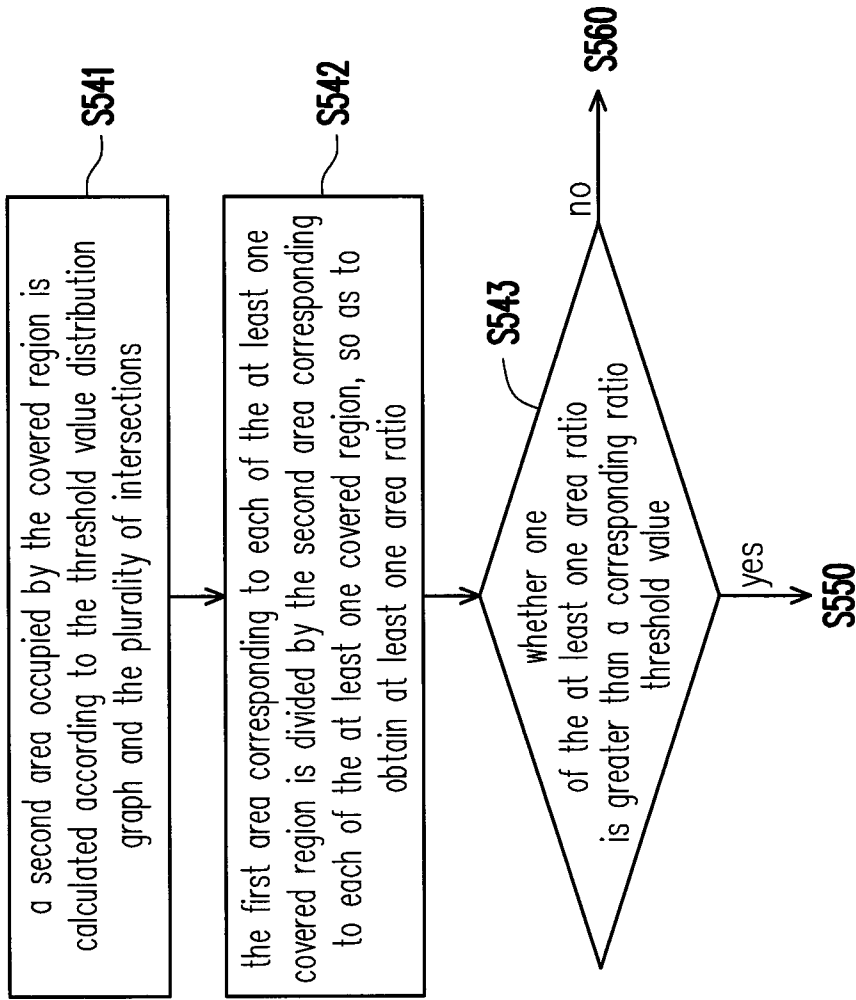 a second area occupied by the covered region is
calculated according to the threshold value distribution
graph and the plurality of intersections
S541
the first area corresponding to each of the at least one
covered region is divided by the second area corresponding
to each of the at least one covered region, so as to
obtain at least one area ratio
S542
whether one
of the at least one area ratio
is greater than a corresponding ratio
threshold value
S543
no
S560
yes
S550